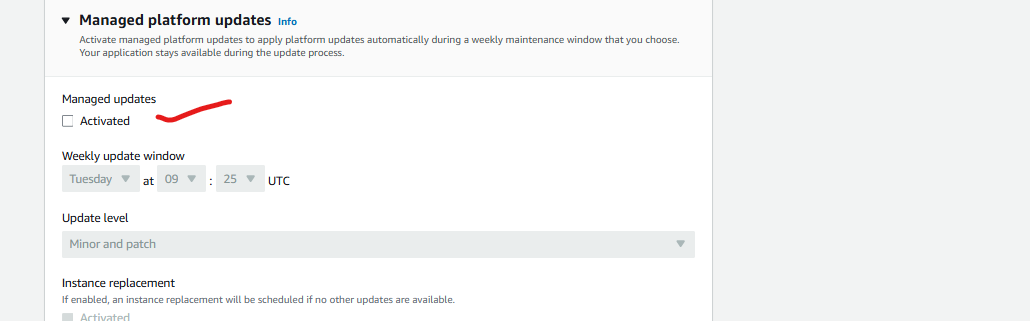 Managed platform updates Info
Activate managed platform updates to apply platform updates automatically during a weekly maintenance window that you choose.
Your application stays available during the update process.
Managed updates
Activated
Weekly update window
Tuesday at 09 : 25 UTC
Update level
Minor and patch
Instance replacement
If enabled, an instance replacement will be scheduled if no other updates are available.
Activated